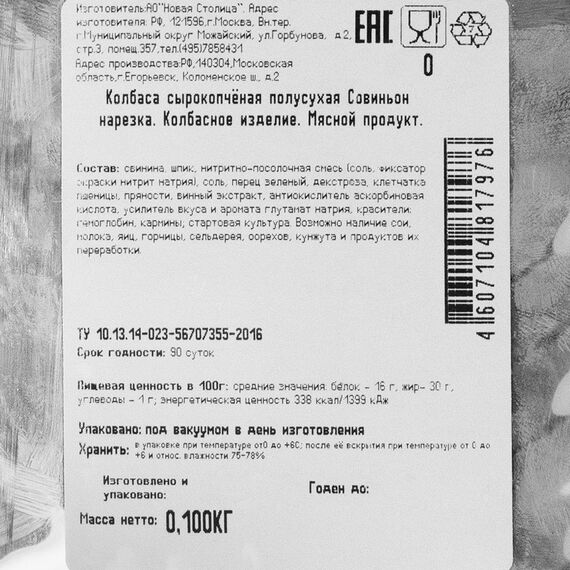 Изготовитель:АО"Новая Столица". Адрес
изготовителя: РФ, 121596,г.Москва, Вн.тер.
г.Муниципальный округ Можайский, ул.Горбунова, д.2,
стр.3, помещ.357,тел.(495)7858431
Адрес производства:РФ,140304,Московская
область,г.Егорьевск, Коломенское ш., д.2
EAC
7
0
Колбаса сырокопчёная полусухая Совиньон
нарезка. Колбасное изделие. Мясной продукт.
Состав: свинина, шпик, нитритно-посолочная смесь (соль, фиксатор
окраски нитрит натрия), соль, перец зеленый, декстроза, клетчатка
пшеницы, пряности, винный экстракт, антиокислитель аскорбиновая
кислота, усилитель вкуса и аромата глутамат натрия, красители:
гемоглобин, кармины, стартовая культура. Возможно наличие сои,
молока, яиц, горчицы, сельдерея, оорехов, кунжута и продуктов их
переработки.
4607104817976
ТУ 10.13.14-023-56707355-2016
Срок годности: 90 суток
Пищевая ценность в 100г: средние значения: белок - 16 г, жир- 30 г,
углеводы - 1 г; энергетическая ценность 338 ккал/1399 кДж
Упаковано: под вакуумом в день изготовления
Хранить: в упаковке при температуре от0 до +6С; после её вскрытия при температуре от 0 до
+6 и относ. влажности 75-78%
Изготовлено и
упаковано:
Годен до:
Масса нетто: 0,100КГ